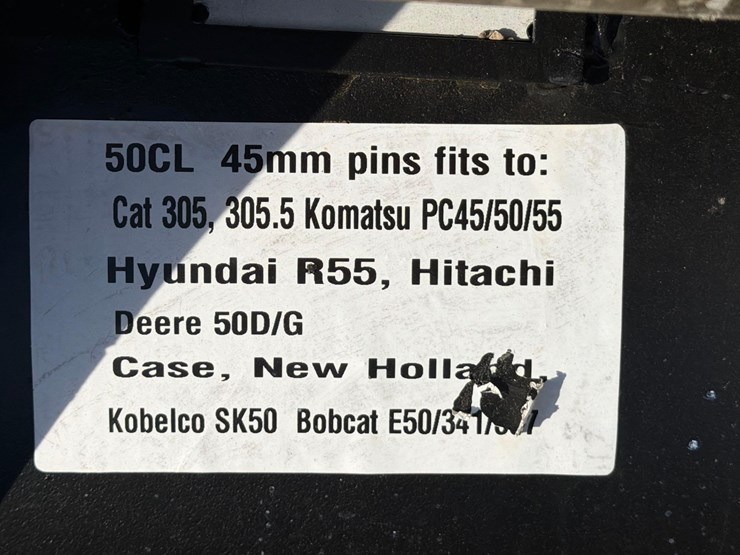 50CL 45mm pins fits to:
Cat 305, 305.5 Komatsu PC45/50/55
Hyundai R55, Hitachi
Deere 50D/G
Case, New Holland,
Kobelco SK50 Bobcat E50/341/